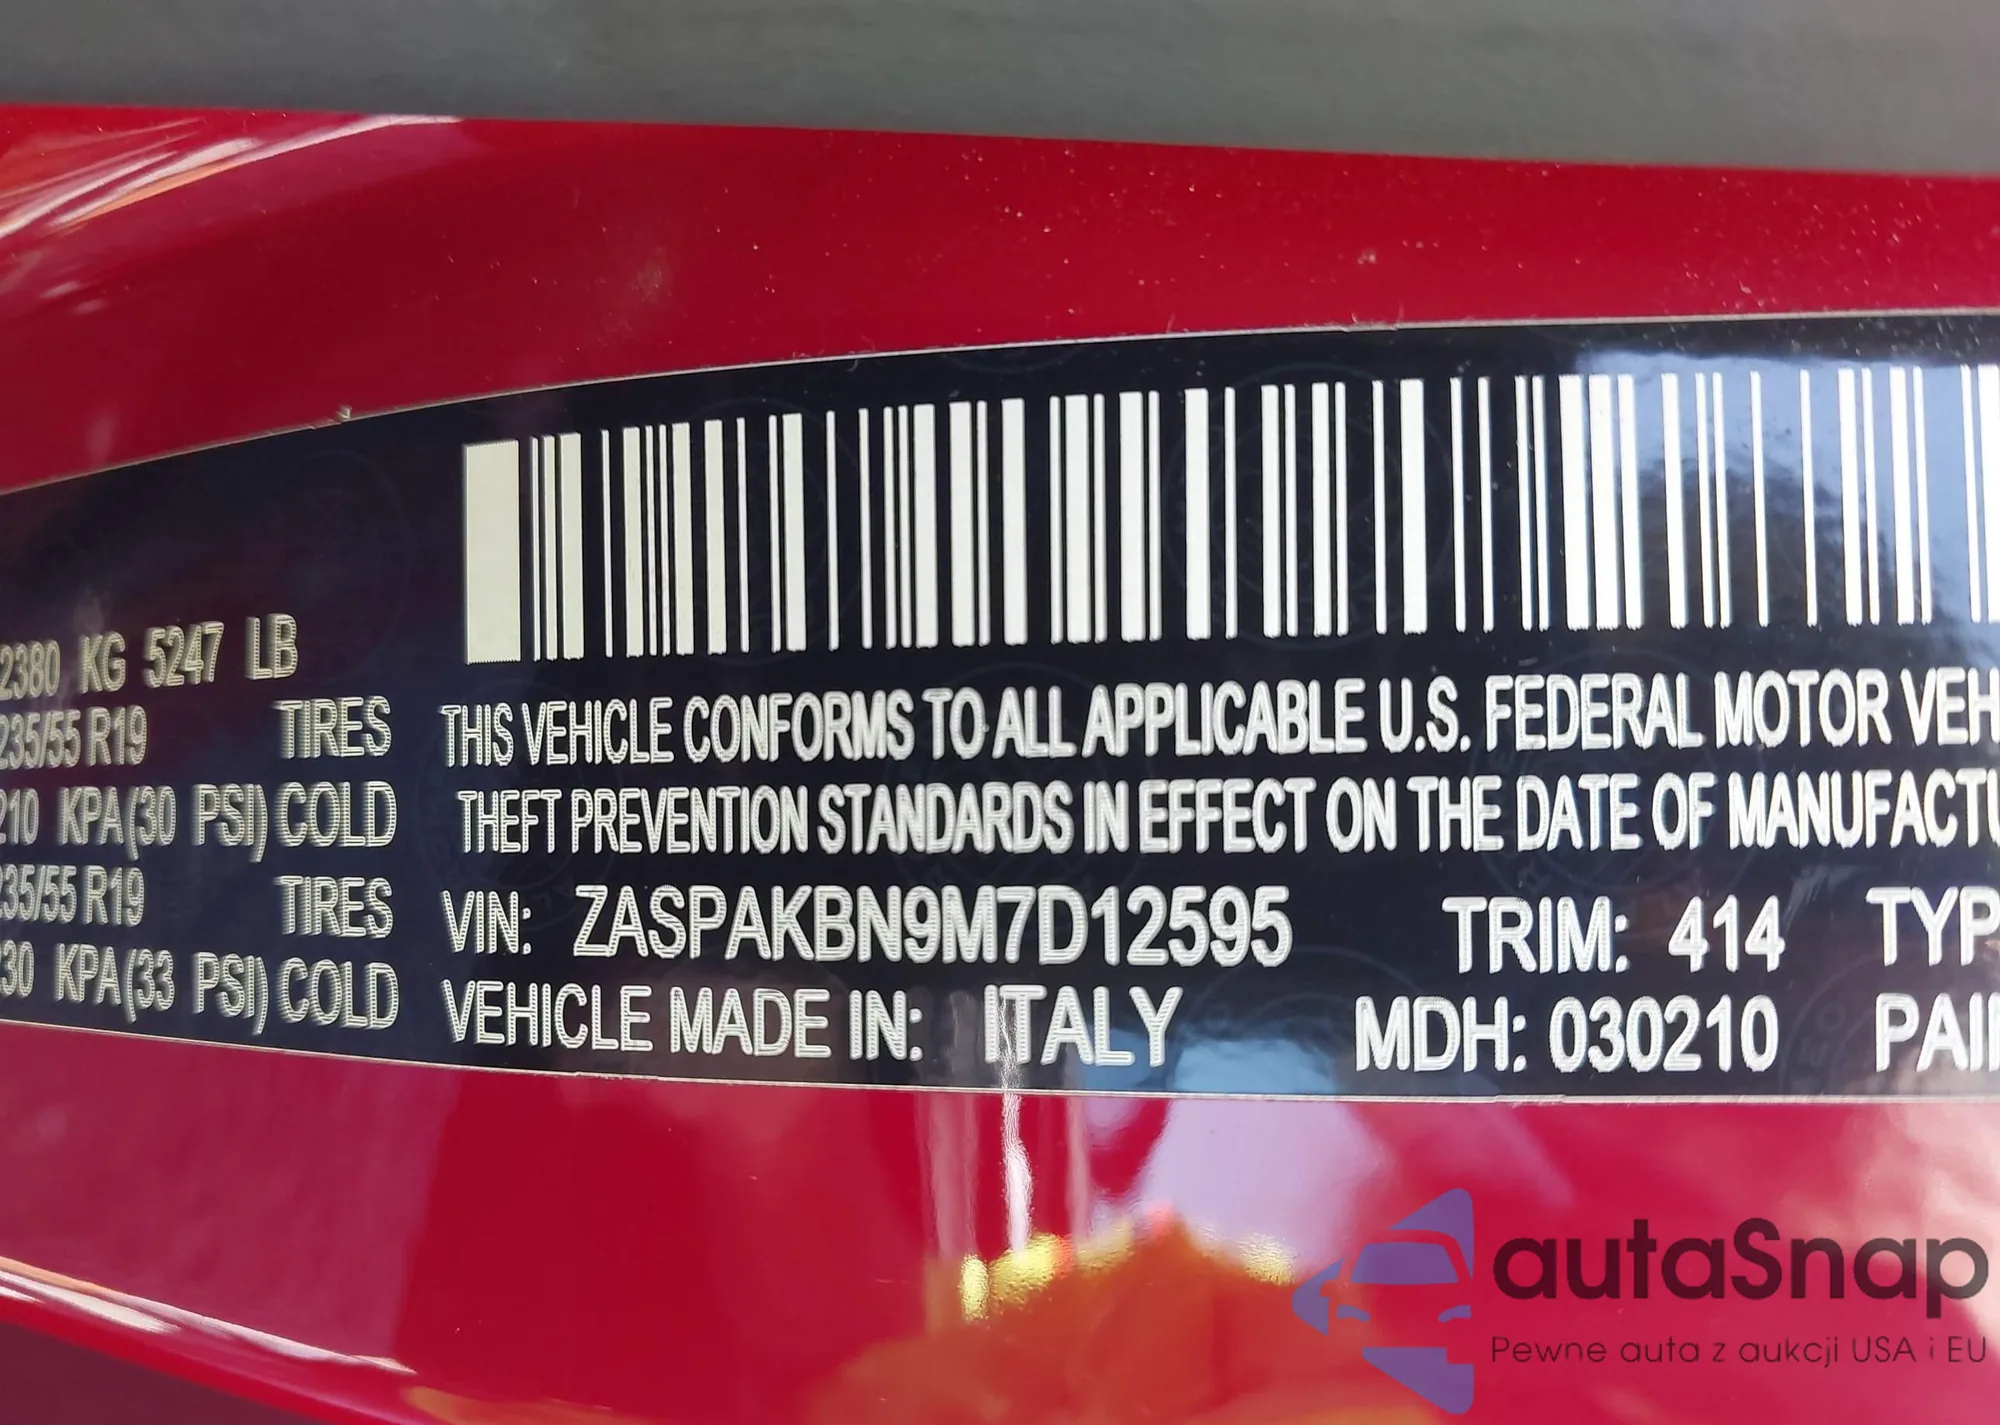 2380 KG 5247 LB
235/55 R19 TIRES
210 KPA(30 PSI) COLD
235/55 R19 TIRES
230 KPA(33 PSI) COLD
THIS VEHICLE CONFORMS TO ALL APPLICABLE U.S. FEDERAL MOTOR VEH
THEFT PREVENTION STANDARDS IN EFFECT ON THE DATE OF MANUFACTU
VIN: ZASPAKBN9M7D12595 TRIM: 414 TYP
VEHICLE MADE IN: ITALY MDH: 030210 PAI
autaSnap
Pewne auta z aukcji USA i EU